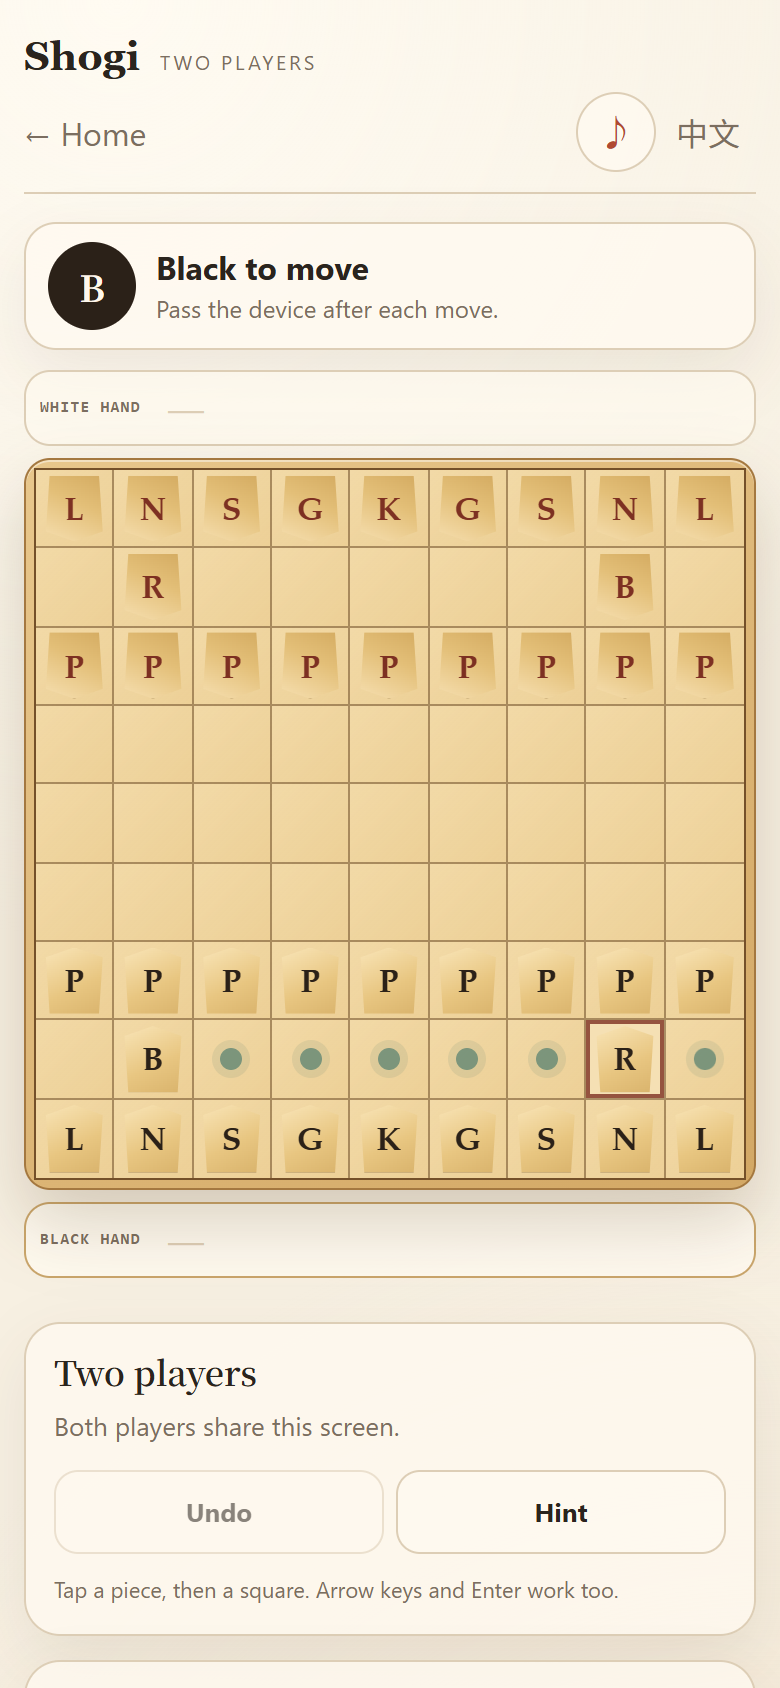 Shogi TWO PLAYERS
← Home 中文
B Black to move
Pass the device after each move.
WHITE HAND —
L N S G K G S N L
R B
P P P P P P P P P
P P P P P P P P P
B R
L N S G K G S N L
BLACK HAND —
Two players
Both players share this screen.
Undo Hint
Tap a piece, then a square. Arrow keys and Enter work too.